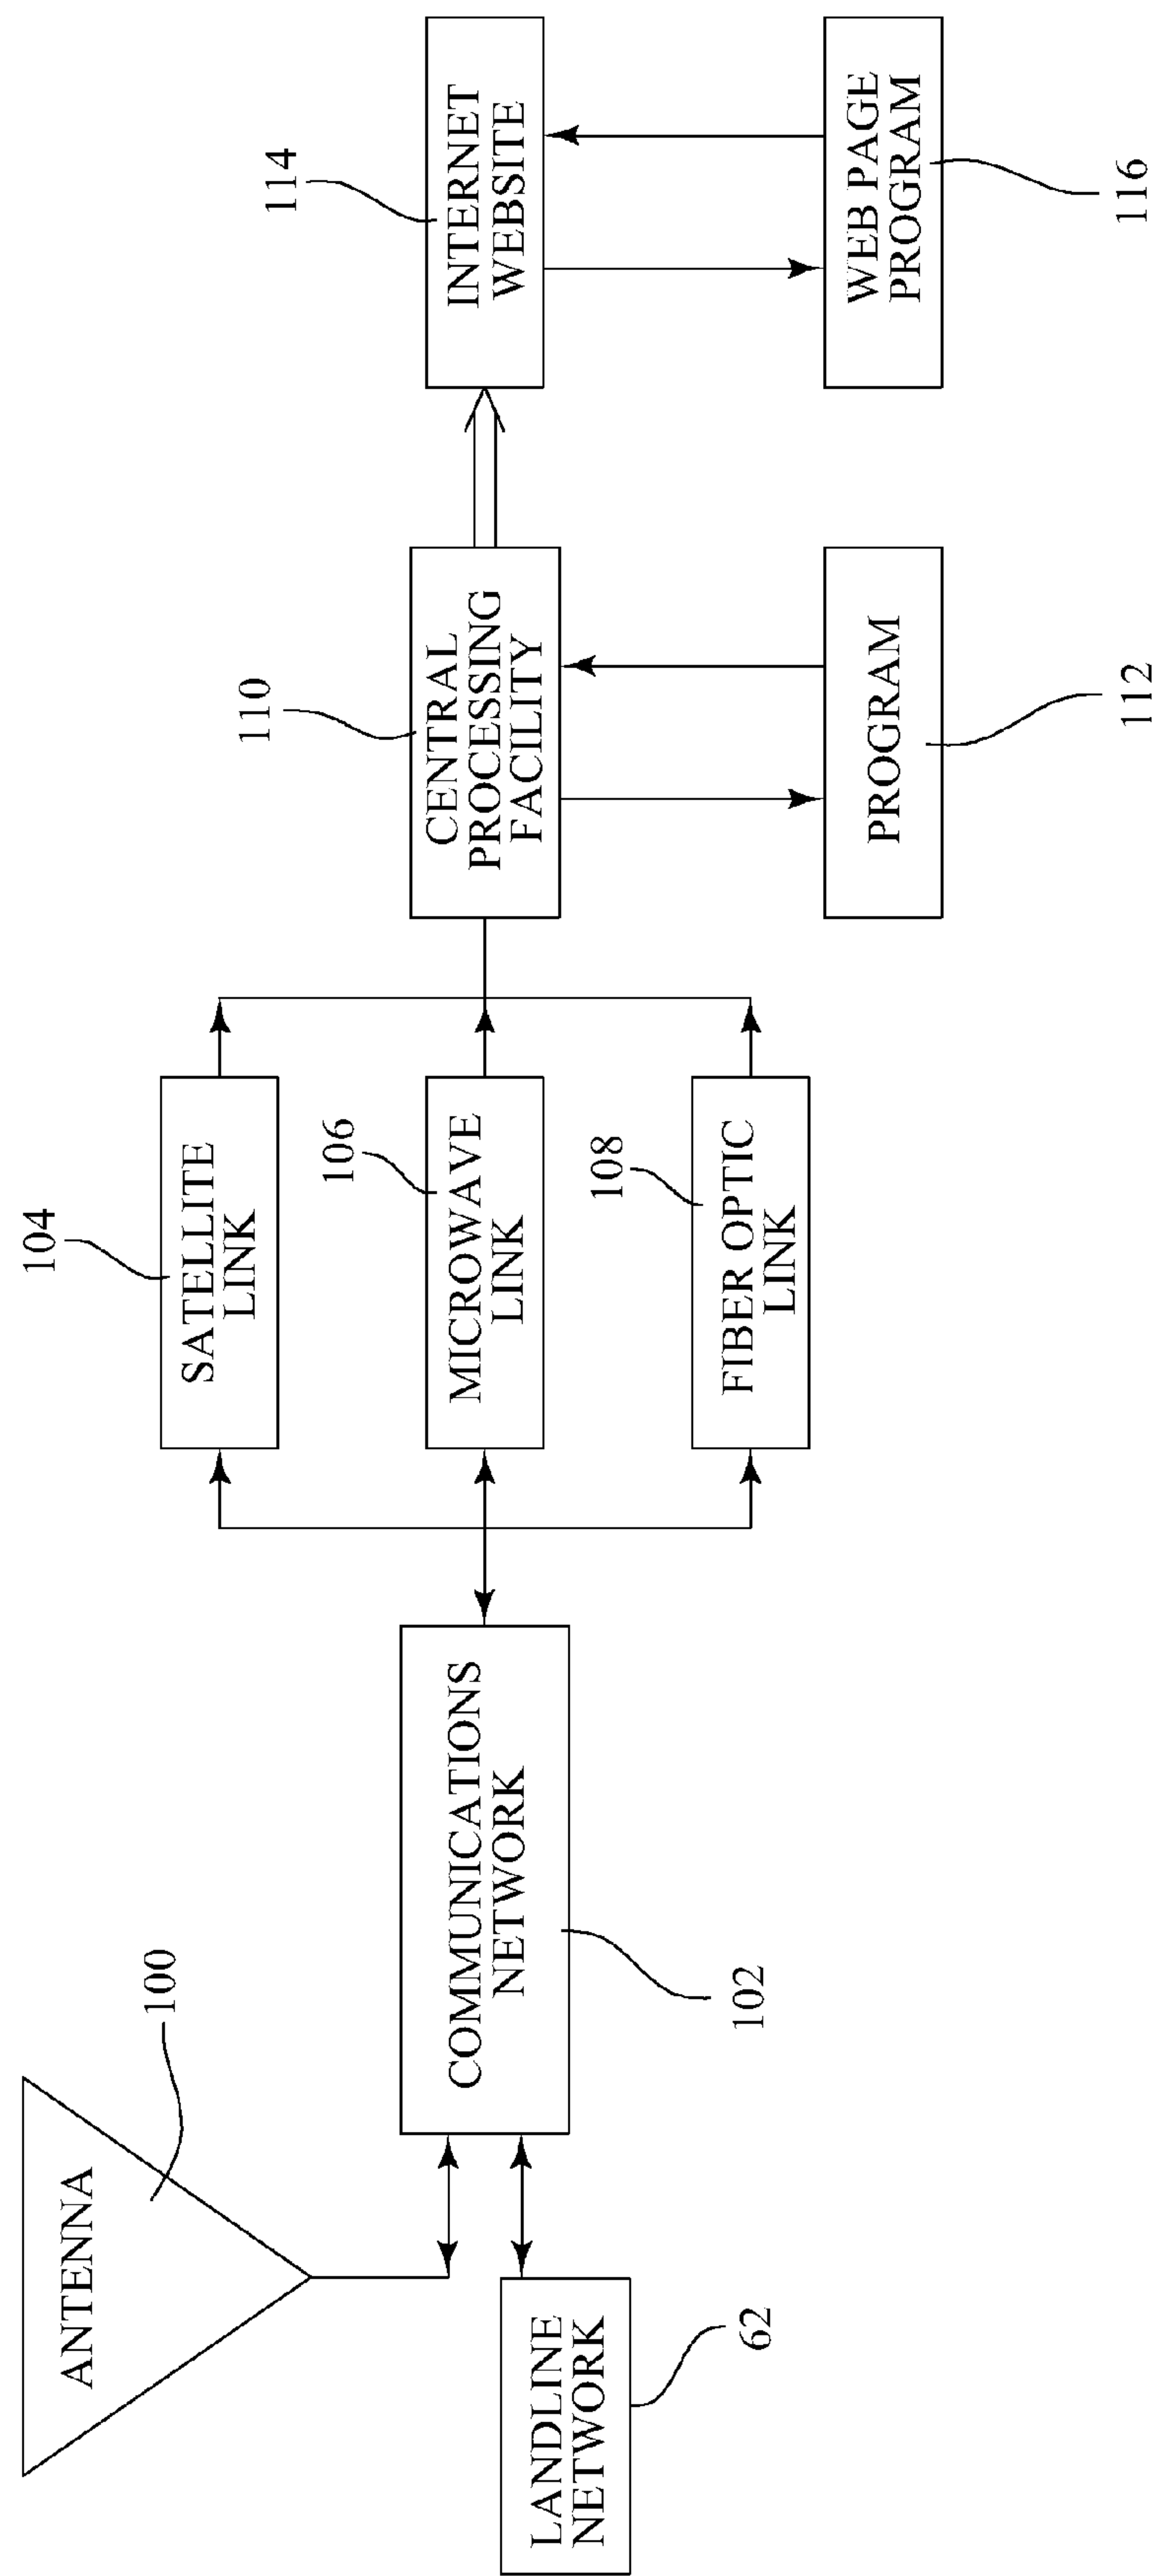 ANTENNA
100
LANDLINE
NETWORK
62
COMMUNICATIONS
NETWORK
102
104
SATELLITE
LINK
106
MICROWAVE
LINK
108
FIBER OPTIC
LINK
110
CENTRAL
PROCESSING
FACILITY
PROGRAM
112
114
INTERNET
WEBSITE
WEB PAGE
PROGRAM
116